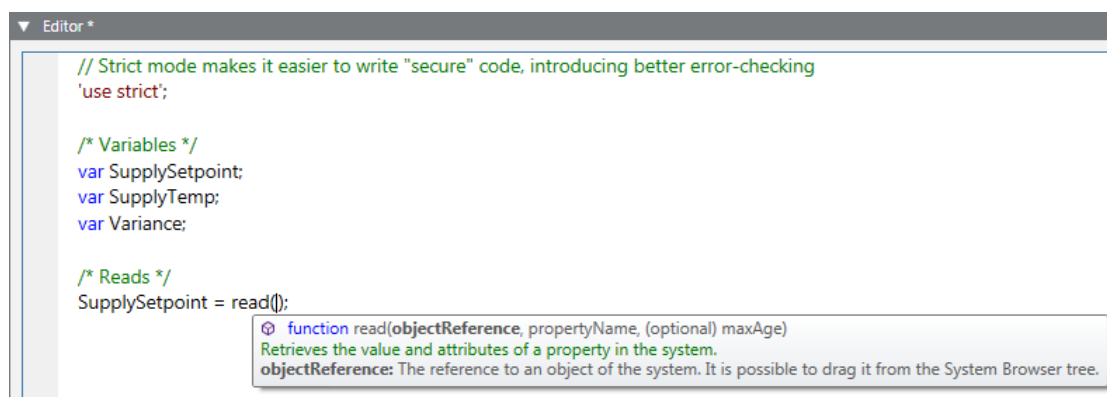 Editor *
// Strict mode makes it easier to write "secure" code, introducing better error-checking
'use strict';
/* Variables */
var SupplySetpoint;
var SupplyTemp;
var Variance;
/* Reads */
SupplySetpoint = read();
function read(objectReference, propertyName, (optional) maxAge)
Retrieves the value and attributes of a property in the system.
objectReference: The reference to an object of the system. It is possible to drag it from the System Browser tree.